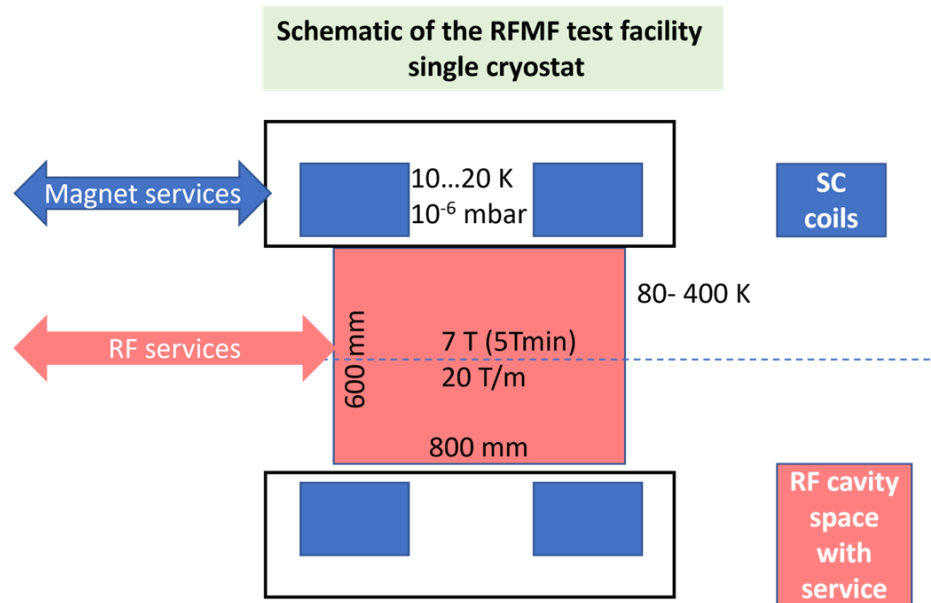 Schematic of the RFMF test facility
single cryostat
Magnet services
10...20 K
10-6 mbar
SC
coils
80- 400 K
RF services
600 mm
7 T (5Tmin)
20 T/m
800 mm
RF cavity
space
with
service